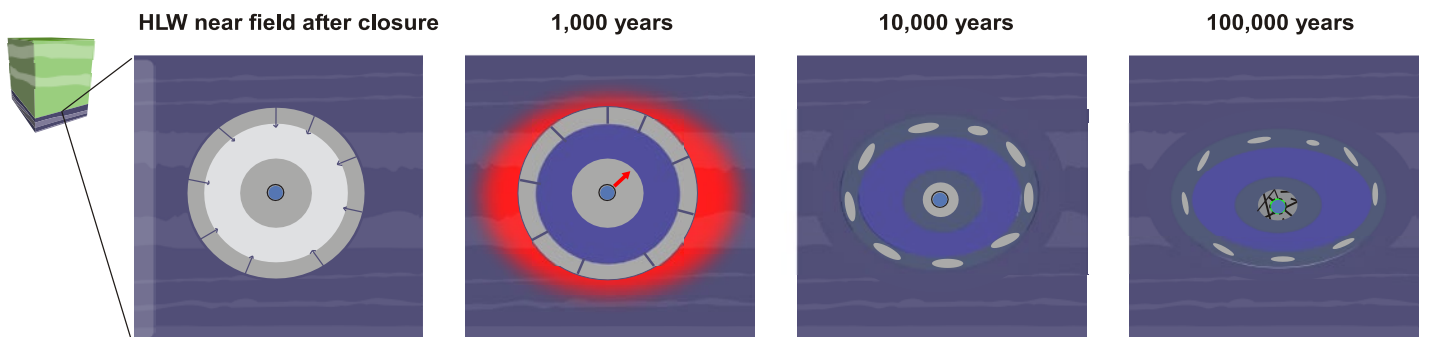 HLW near field after closure
1,000 years
10,000 years
100,000 years